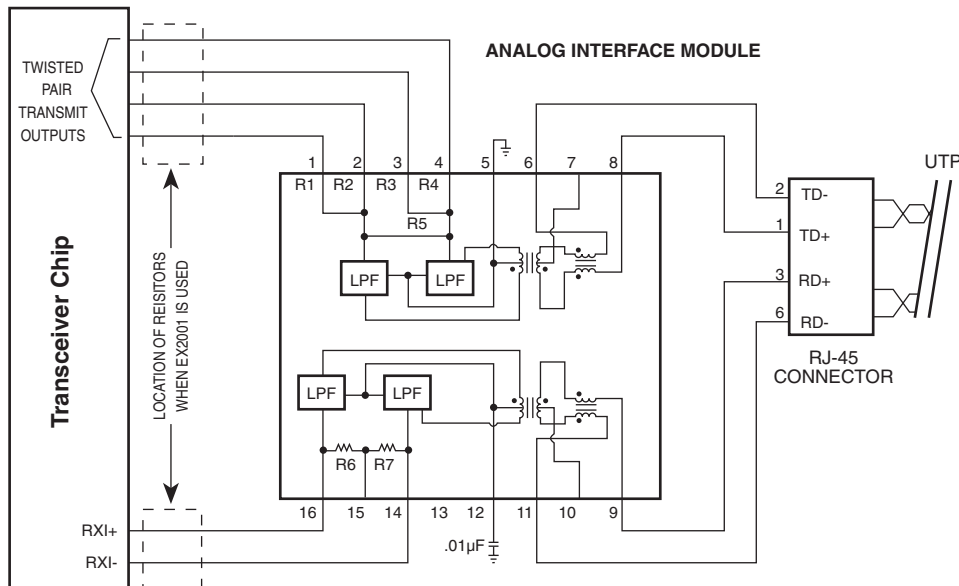 ANALOG INTERFACE MODULE
TWISTED
PAIR
TRANSMIT
OUTPUTS
Transceiver Chip
LOCATION OF REISITORS
WHEN EX2001 IS USED
1 2 3 4 5 6 7 8
R1 R2 R3 R4
R5
LPF LPF
LPF LPF
R6 R7
16 15 14 13 12 11 10 9
.01µF
RXI+
RXI-
UTP
2 TD-
1 TD+
3 RD+
6 RD-
RJ-45
CONNECTOR